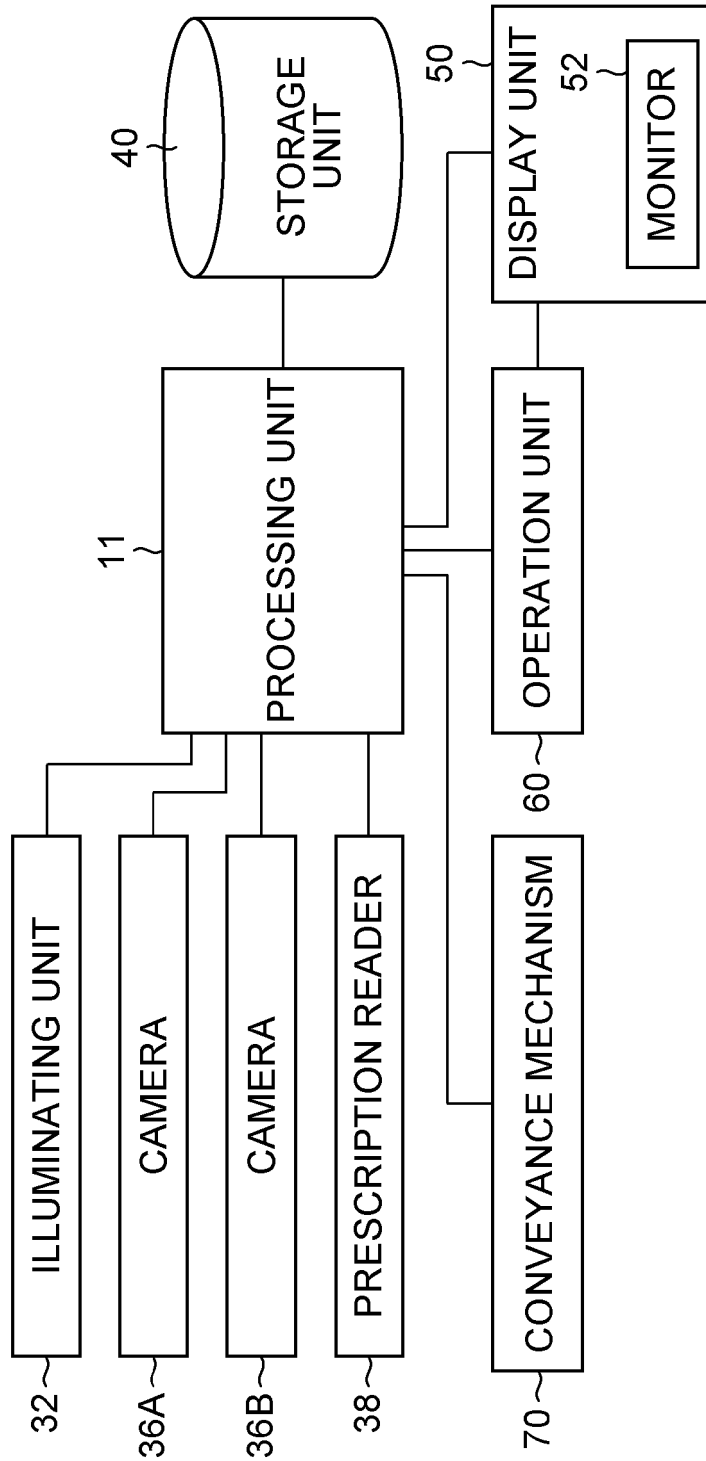 32
ILLUMINATING UNIT
36A
CAMERA
36B
CAMERA
38
PRESCRIPTION READER
11
PROCESSING UNIT
40
STORAGE
UNIT
70
CONVEYANCE MECHANISM
60
OPERATION UNIT
50
DISPLAY UNIT
52
MONITOR